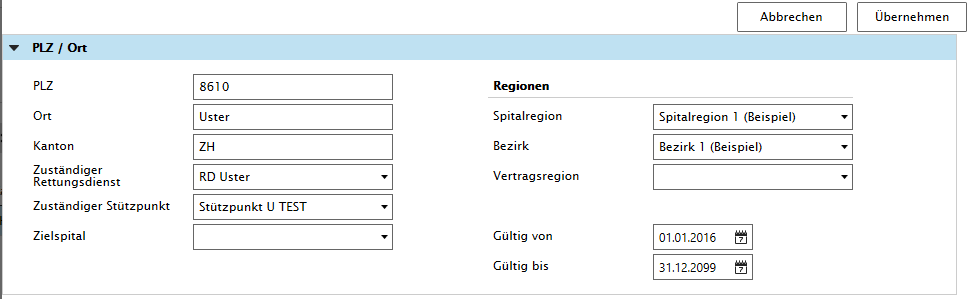 Abbrechen
Übernehmen
PLZ / Ort
PLZ
8610
Ort
Uster
Kanton
ZH
Zuständiger
Rettungsdienst
RD Uster
Zuständiger Stützpunkt
Stützpunkt U TEST
Zielspital
Regionen
Spitalregion
Spitalregion 1 (Beispiel)
Bezirk
Bezirk 1 (Beispiel)
Vertragsregion
Gültig von
01.01.2016
Gültig bis
31.12.2099